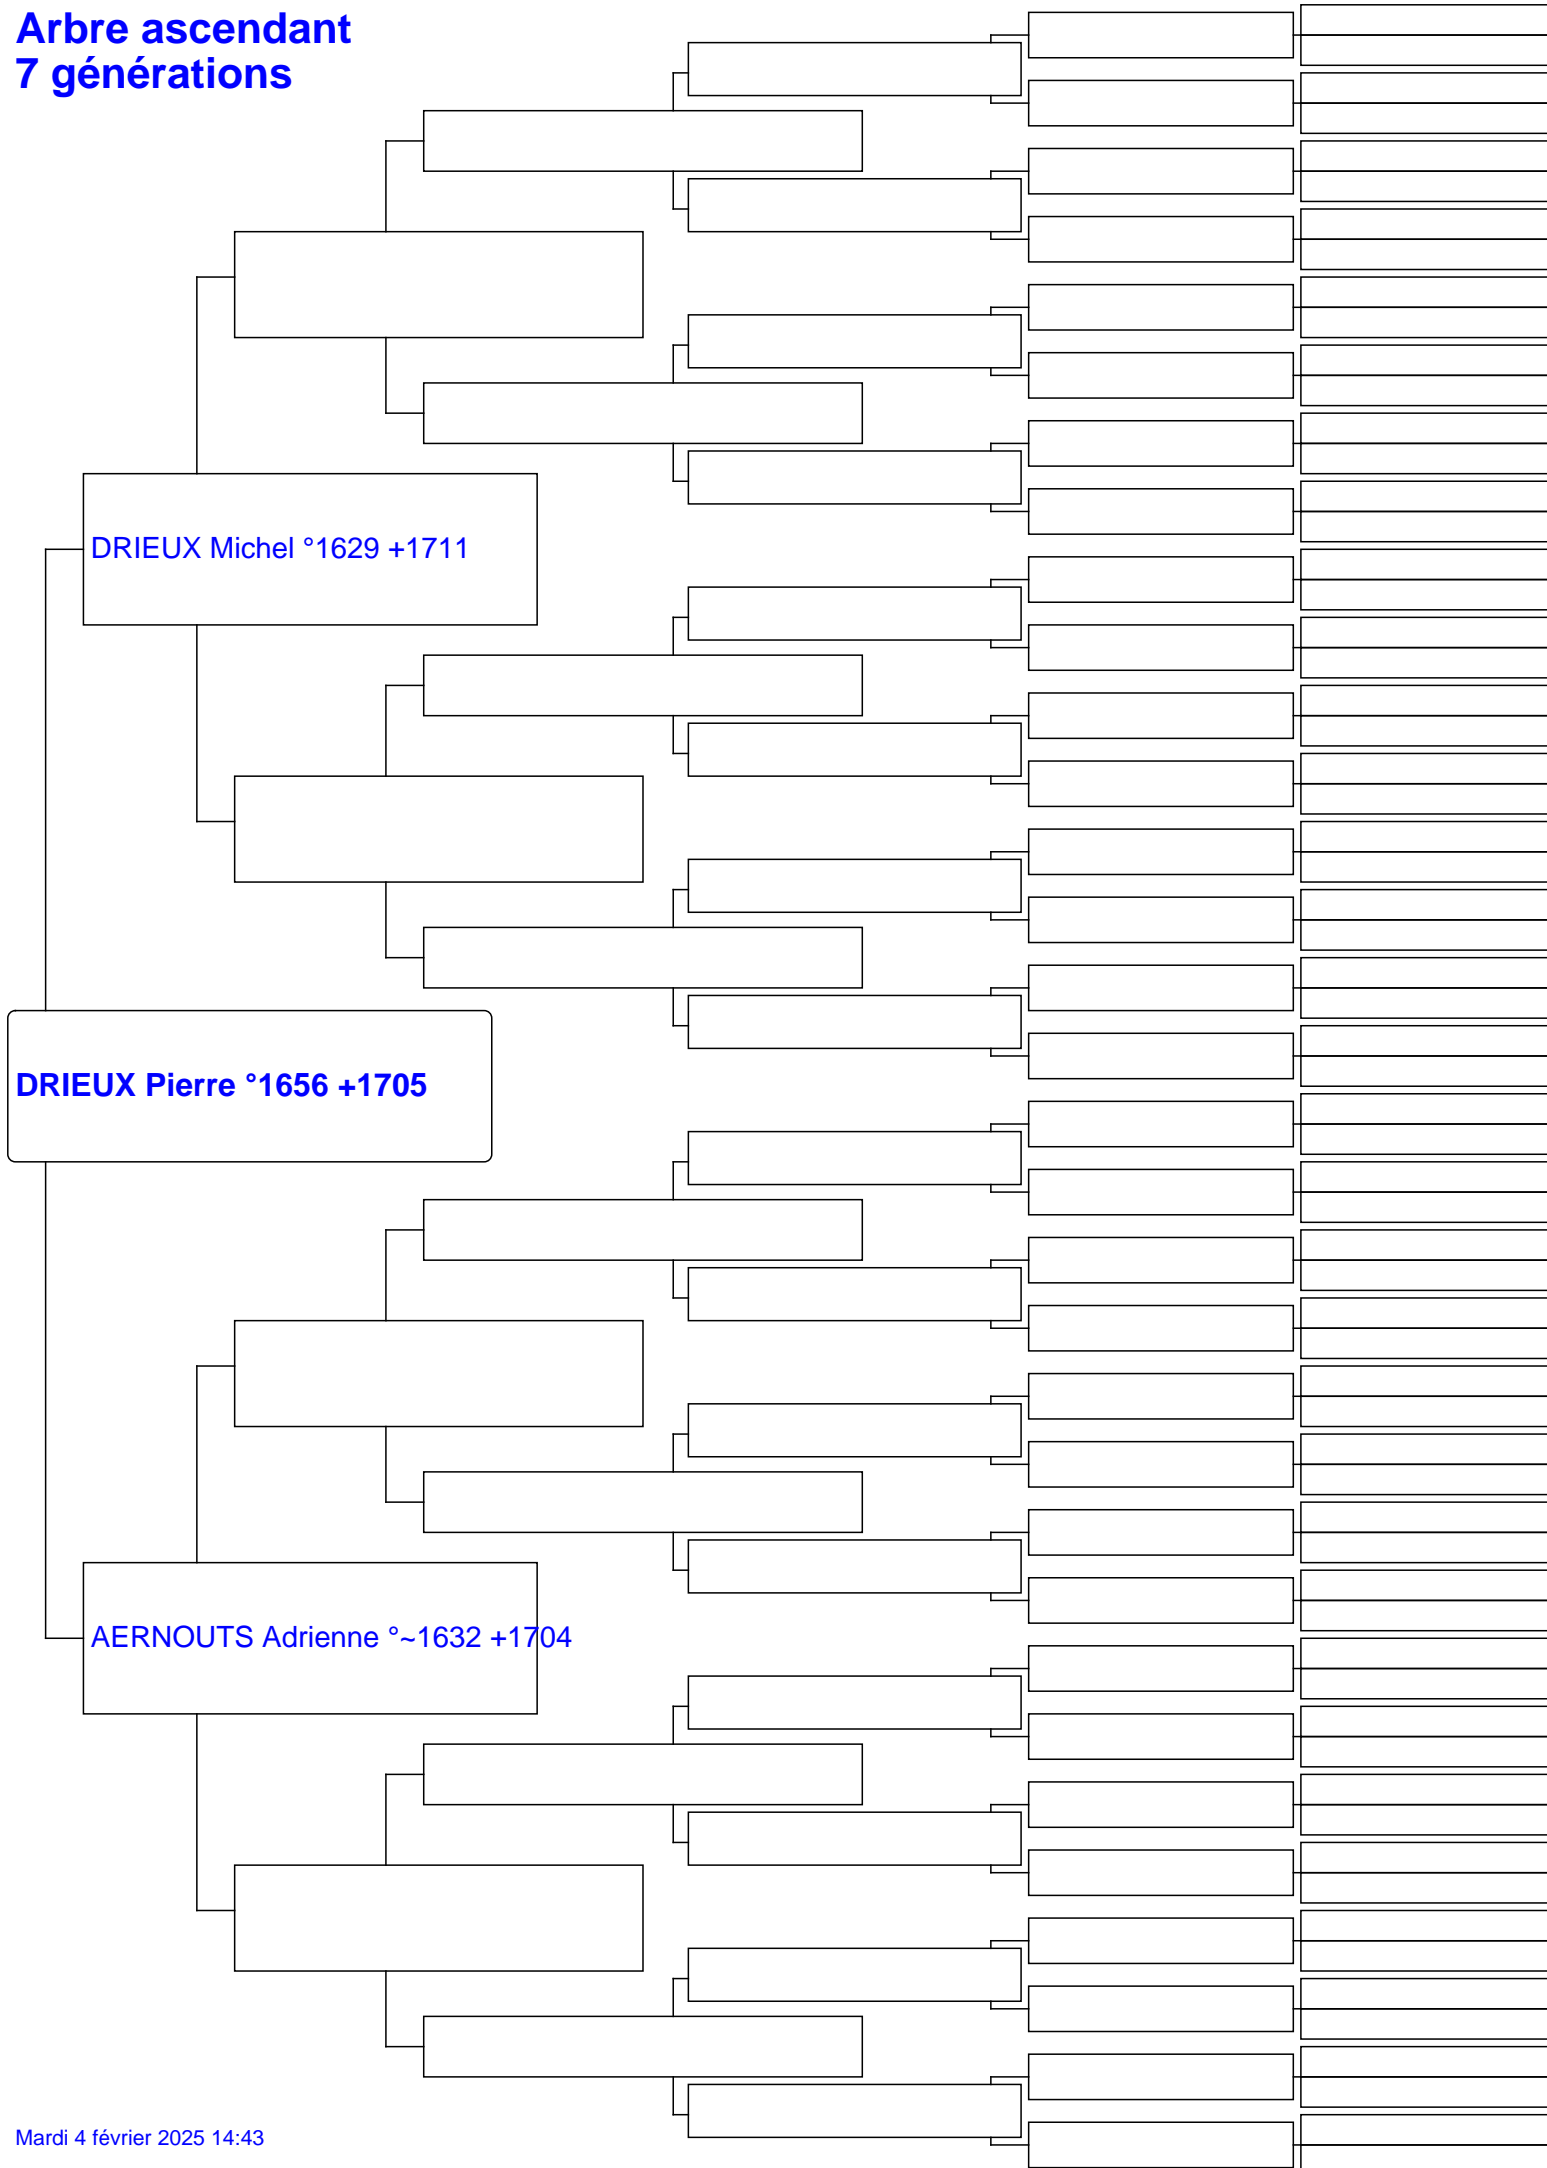 Arbre ascendant
7 générations
DRIEUX Michel °1629 +1711
DRIEUX Pierre °1656 +1705
AERNOUTS Adrienne °~1632 +1704
Mardi 4 février 2025 14:43